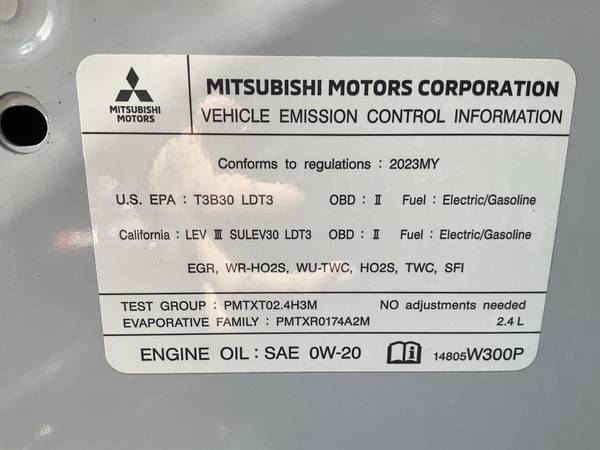 MITSUBISHI MOTORS
MITSUBISHI MOTORS CORPORATION
VEHICLE EMISSION CONTROL INFORMATION
Conforms to regulations : 2023MY
U.S. EPA : T3B30 LDT3 OBD : Ⅱ Fuel : Electric/Gasoline
California : LEV Ⅲ SULEV30 LDT3 OBD : Ⅱ Fuel : Electric/Gasoline
EGR, WR-HO2S, WU-TWC, HO2S, TWC, SFI
TEST GROUP : PMTXT02.4H3M NO adjustments needed
EVAPORATIVE FAMILY : PMTXR0174A2M 2.4 L
ENGINE OIL : SAE 0W-20 14805W300P